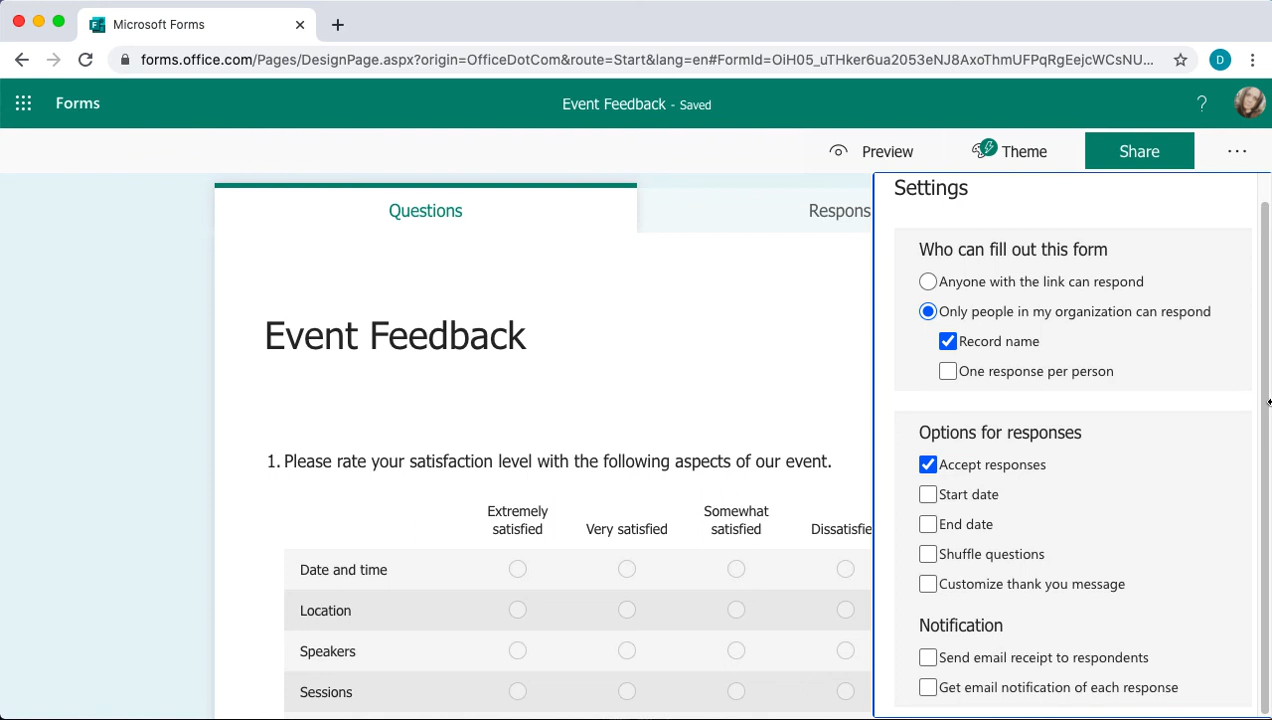 Microsoft Forms
forms.office.com/Pages/DesignPage.aspx?origin=OfficeDotCom&route=Start&lang=en#FormId=OiH05_uTHker6ua2053eNJ8AxoThmUFPqRgEejcWCsNU...
D
Forms
Event Feedback - Saved
?
Preview
Theme
Share
Questions
Respons
Settings
Who can fill out this form
Anyone with the link can respond
Only people in my organization can respond
Record name
One response per person
Options for responses
Accept responses
Start date
End date
Shuffle questions
Customize thank you message
Notification
Send email receipt to respondents
Get email notification of each response
Event Feedback
1. Please rate your satisfaction level with the following aspects of our event.
Extremely satisfied
Very satisfied
Somewhat satisfied
Dissatisfie
Date and time
Location
Speakers
Sessions